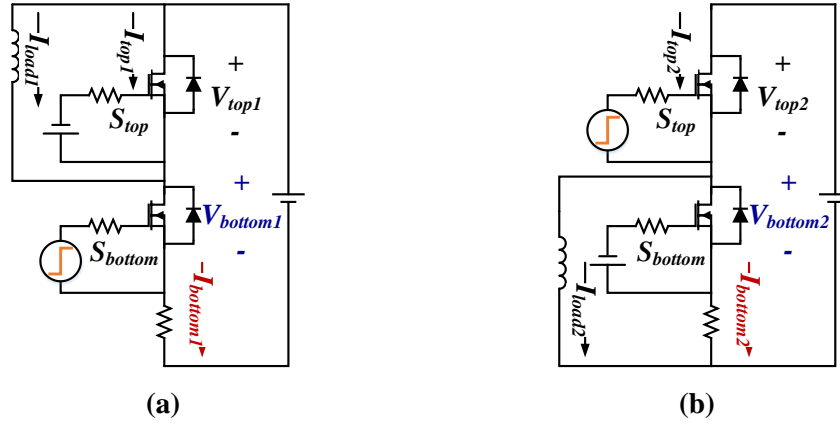 I_load1
I_top1
+
V_top1
-
S_top
+
V_bottom1
-
S_bottom
I_bottom1
(a)
I_top2
+
V_top2
-
S_top
+
V_bottom2
-
S_bottom
I_load2
I_bottom2
(b)